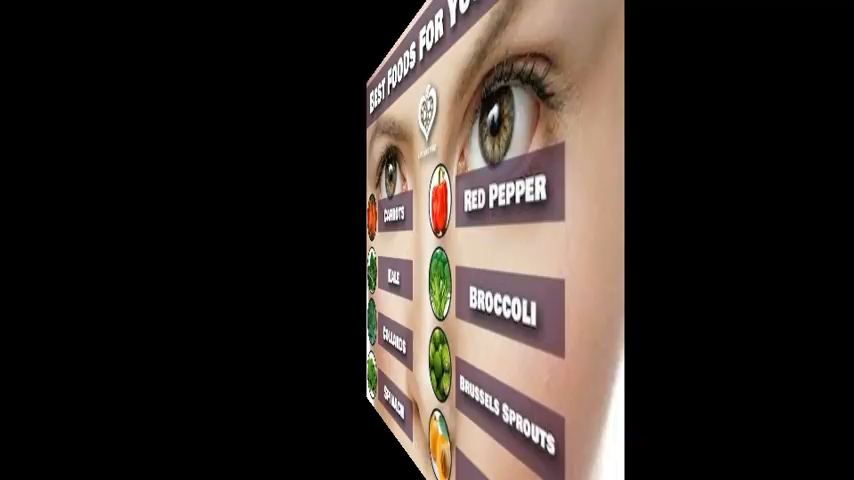 BEST FOODS FOR YO
CARROTS
KALE
COLLARDS
SPINACH
RED PEPPER
BROCCOLI
BRUSSELS SPROUTS